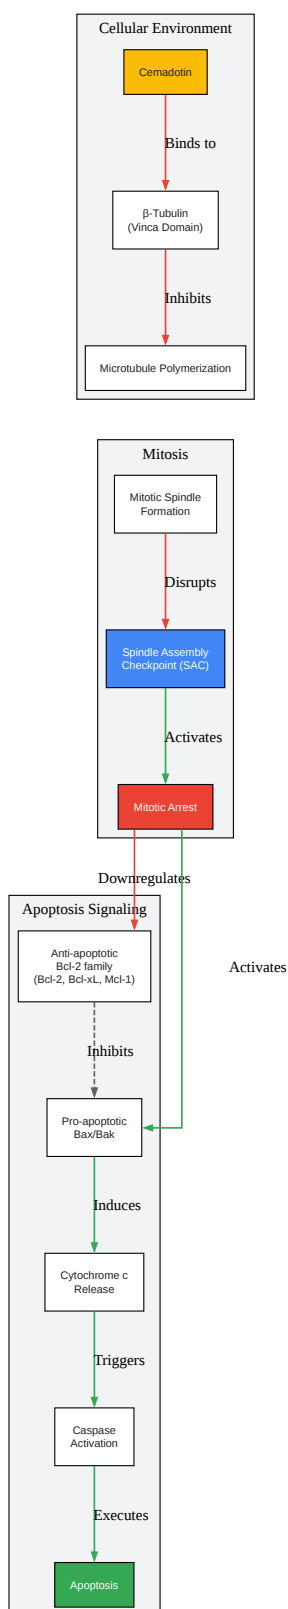 Cellular Environment
Cemadotin
Binds to
β-Tubulin
(Vinca Domain)
Inhibits
Microtubule Polymerization
Mitosis
Mitotic Spindle
Formation
Disrupts
Spindle Assembly
Checkpoint (SAC)
Activates
Mitotic Arrest
Downregulates
Apoptosis Signaling
Anti-apoptotic
Bcl-2 family
(Bcl-2, Bcl-xL, Mcl-1)
Activates
Inhibits
Pro-apoptotic
Bax/Bak
Induces
Cytochrome c
Release
Triggers
Caspase
Activation
Executes
Apoptosis